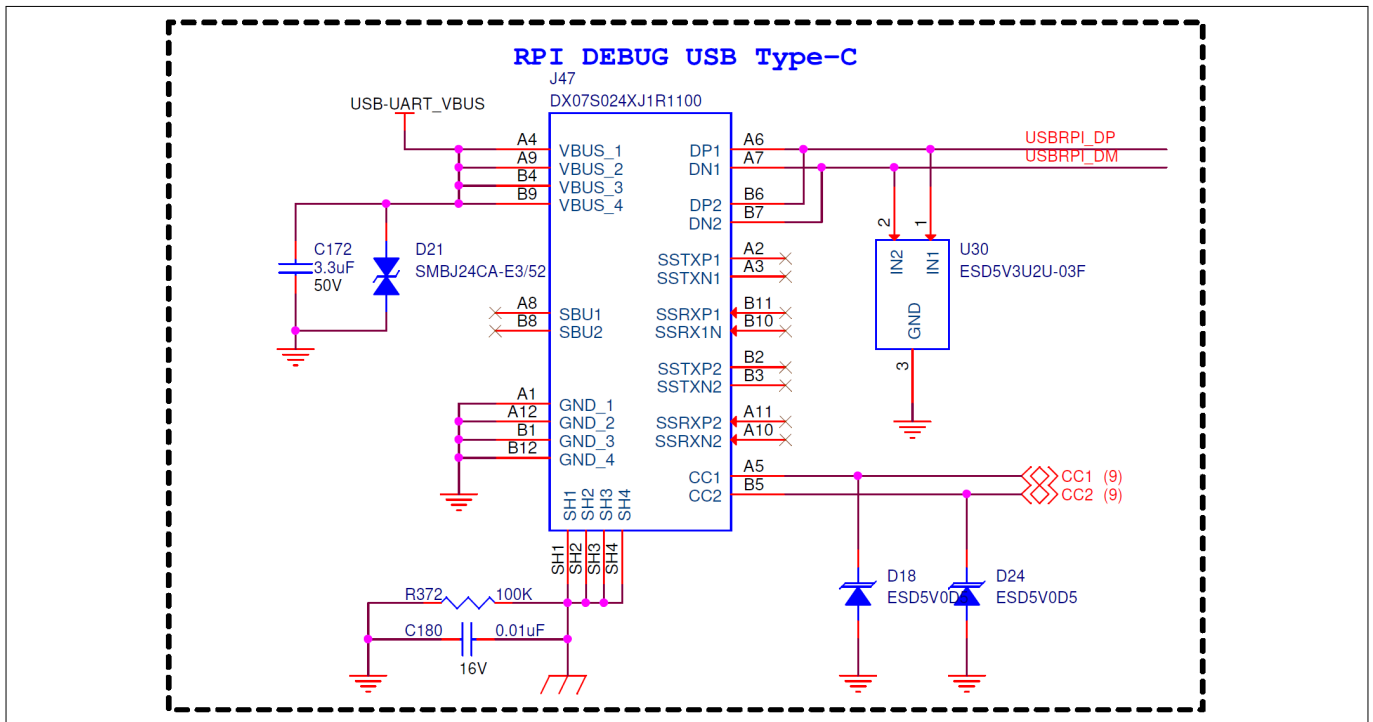 RPI DEBUG USB Type-C
J47
DX07S024XJ1R1100
USB-UART_VBUS
A4 VBUS_1
A9 VBUS_2
B4 VBUS_3
B9 VBUS_4
DP1 A6 USBRPI_DP
DN1 A7 USBRPI_DM
DP2 B6
DN2 B7
C172
3.3uF
50V
D21
SMBJ24CA-E3/52
A8 SBU1
B8 SBU2
SSTXP1 A2
SSTXN1 A3
SSRXP1 B11
SSRX1N B10
SSTXP2 B2
SSTXN2 B3
SSRXP2 A11
SSRXN2 A10
2 1
IN2 IN1
GND
3
U30
ESD5V3U2U-03F
A1 GND_1
A12 GND_2
B1 GND_3
B12 GND_4
CC1 A5 CC1 (9)
CC2 B5 CC2 (9)
SH1 SH2 SH3 SH4
SH1 SH2 SH3 SH4
D18
ESD5V0D
D24
ESD5V0D5
R372 100K
C180 0.01uF
16V